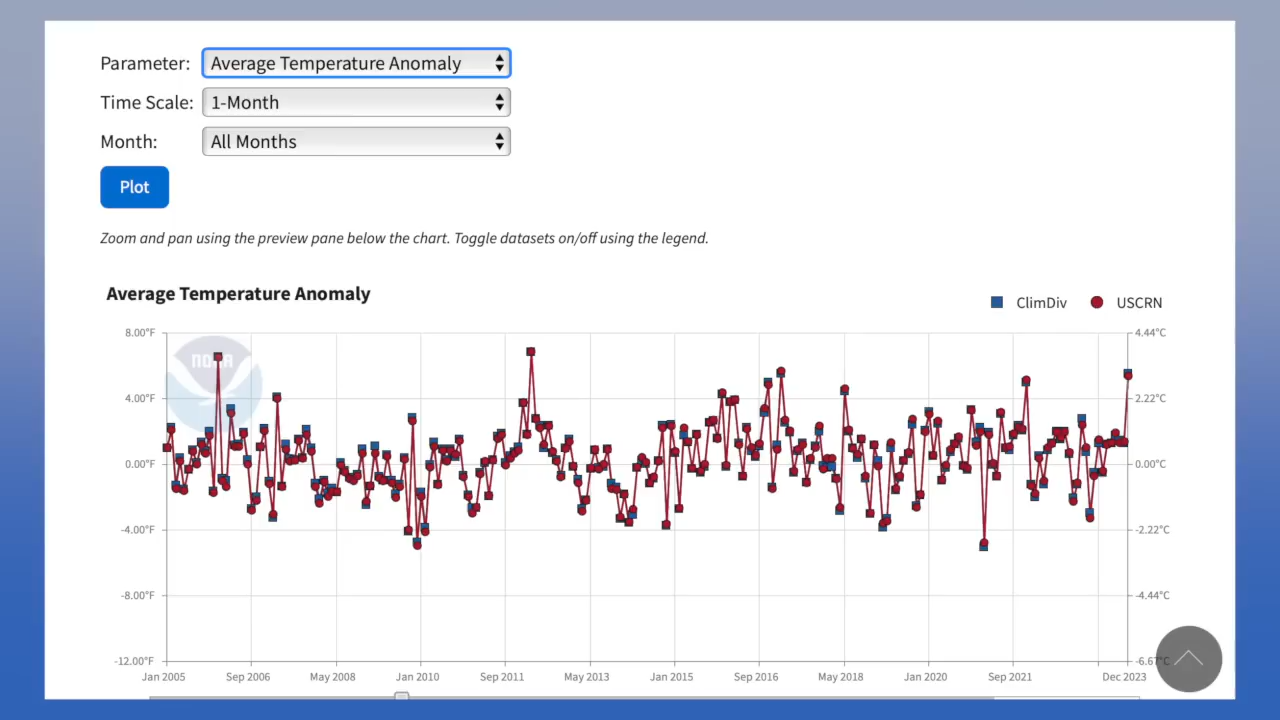 Parameter: Average Temperature Anomaly
Time Scale: 1-Month
Month: All Months
Plot
Zoom and pan using the preview pane below the chart. Toggle datasets on/off using the legend.
Average Temperature Anomaly
ClimDiv USCRN
8.00°F 4.44°C
noaa
4.00°F 2.22°C
0.00°F 0.00°C
-4.00°F -2.22°C
-8.00°F -4.44°C
-12.00°F -6.67°C
Jan 2005 Sep 2006 May 2008 Jan 2010 Sep 2011 May 2013 Jan 2015 Sep 2016 May 2018 Jan 2020 Sep 2021 Dec 2023